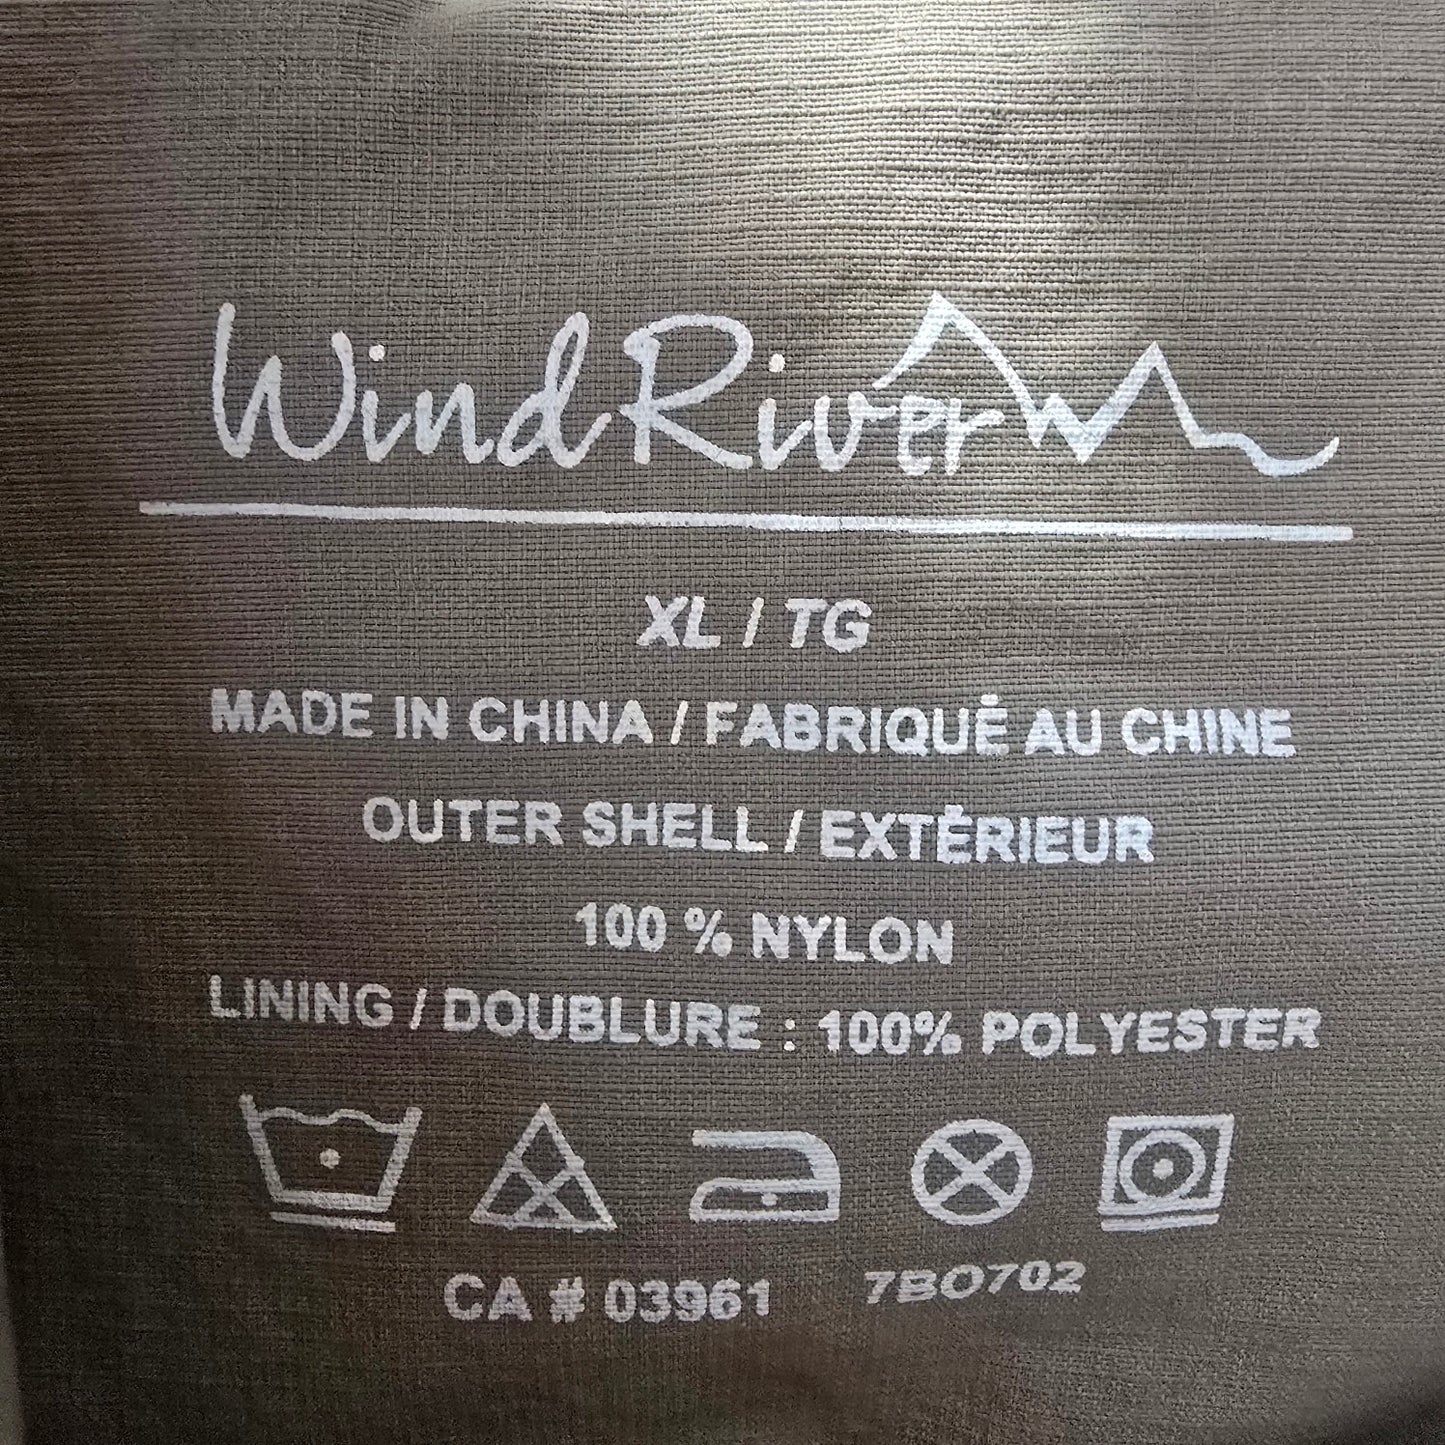 WindRiver
XL / TG
MADE IN CHINA / FABRIQUÉ AU CHINE
OUTER SHELL / EXTÉRIEUR
100 % NYLON
LINING / DOUBLURE : 100% POLYESTER
CA # 03961 7BO702